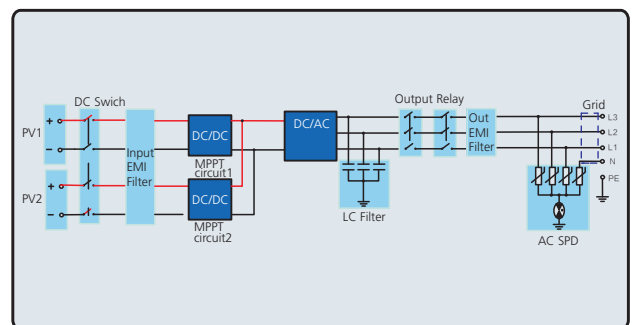 DC Swich
Output Relay
Grid
PV1
+
−
Input
EMI
Filter
DC/DC
MPPT
circuit1
DC/AC
Out
EMI
Filter
L3
L2
L1
N
PE
PV2
+
−
DC/DC
MPPT
circuit2
LC Filter
AC SPD